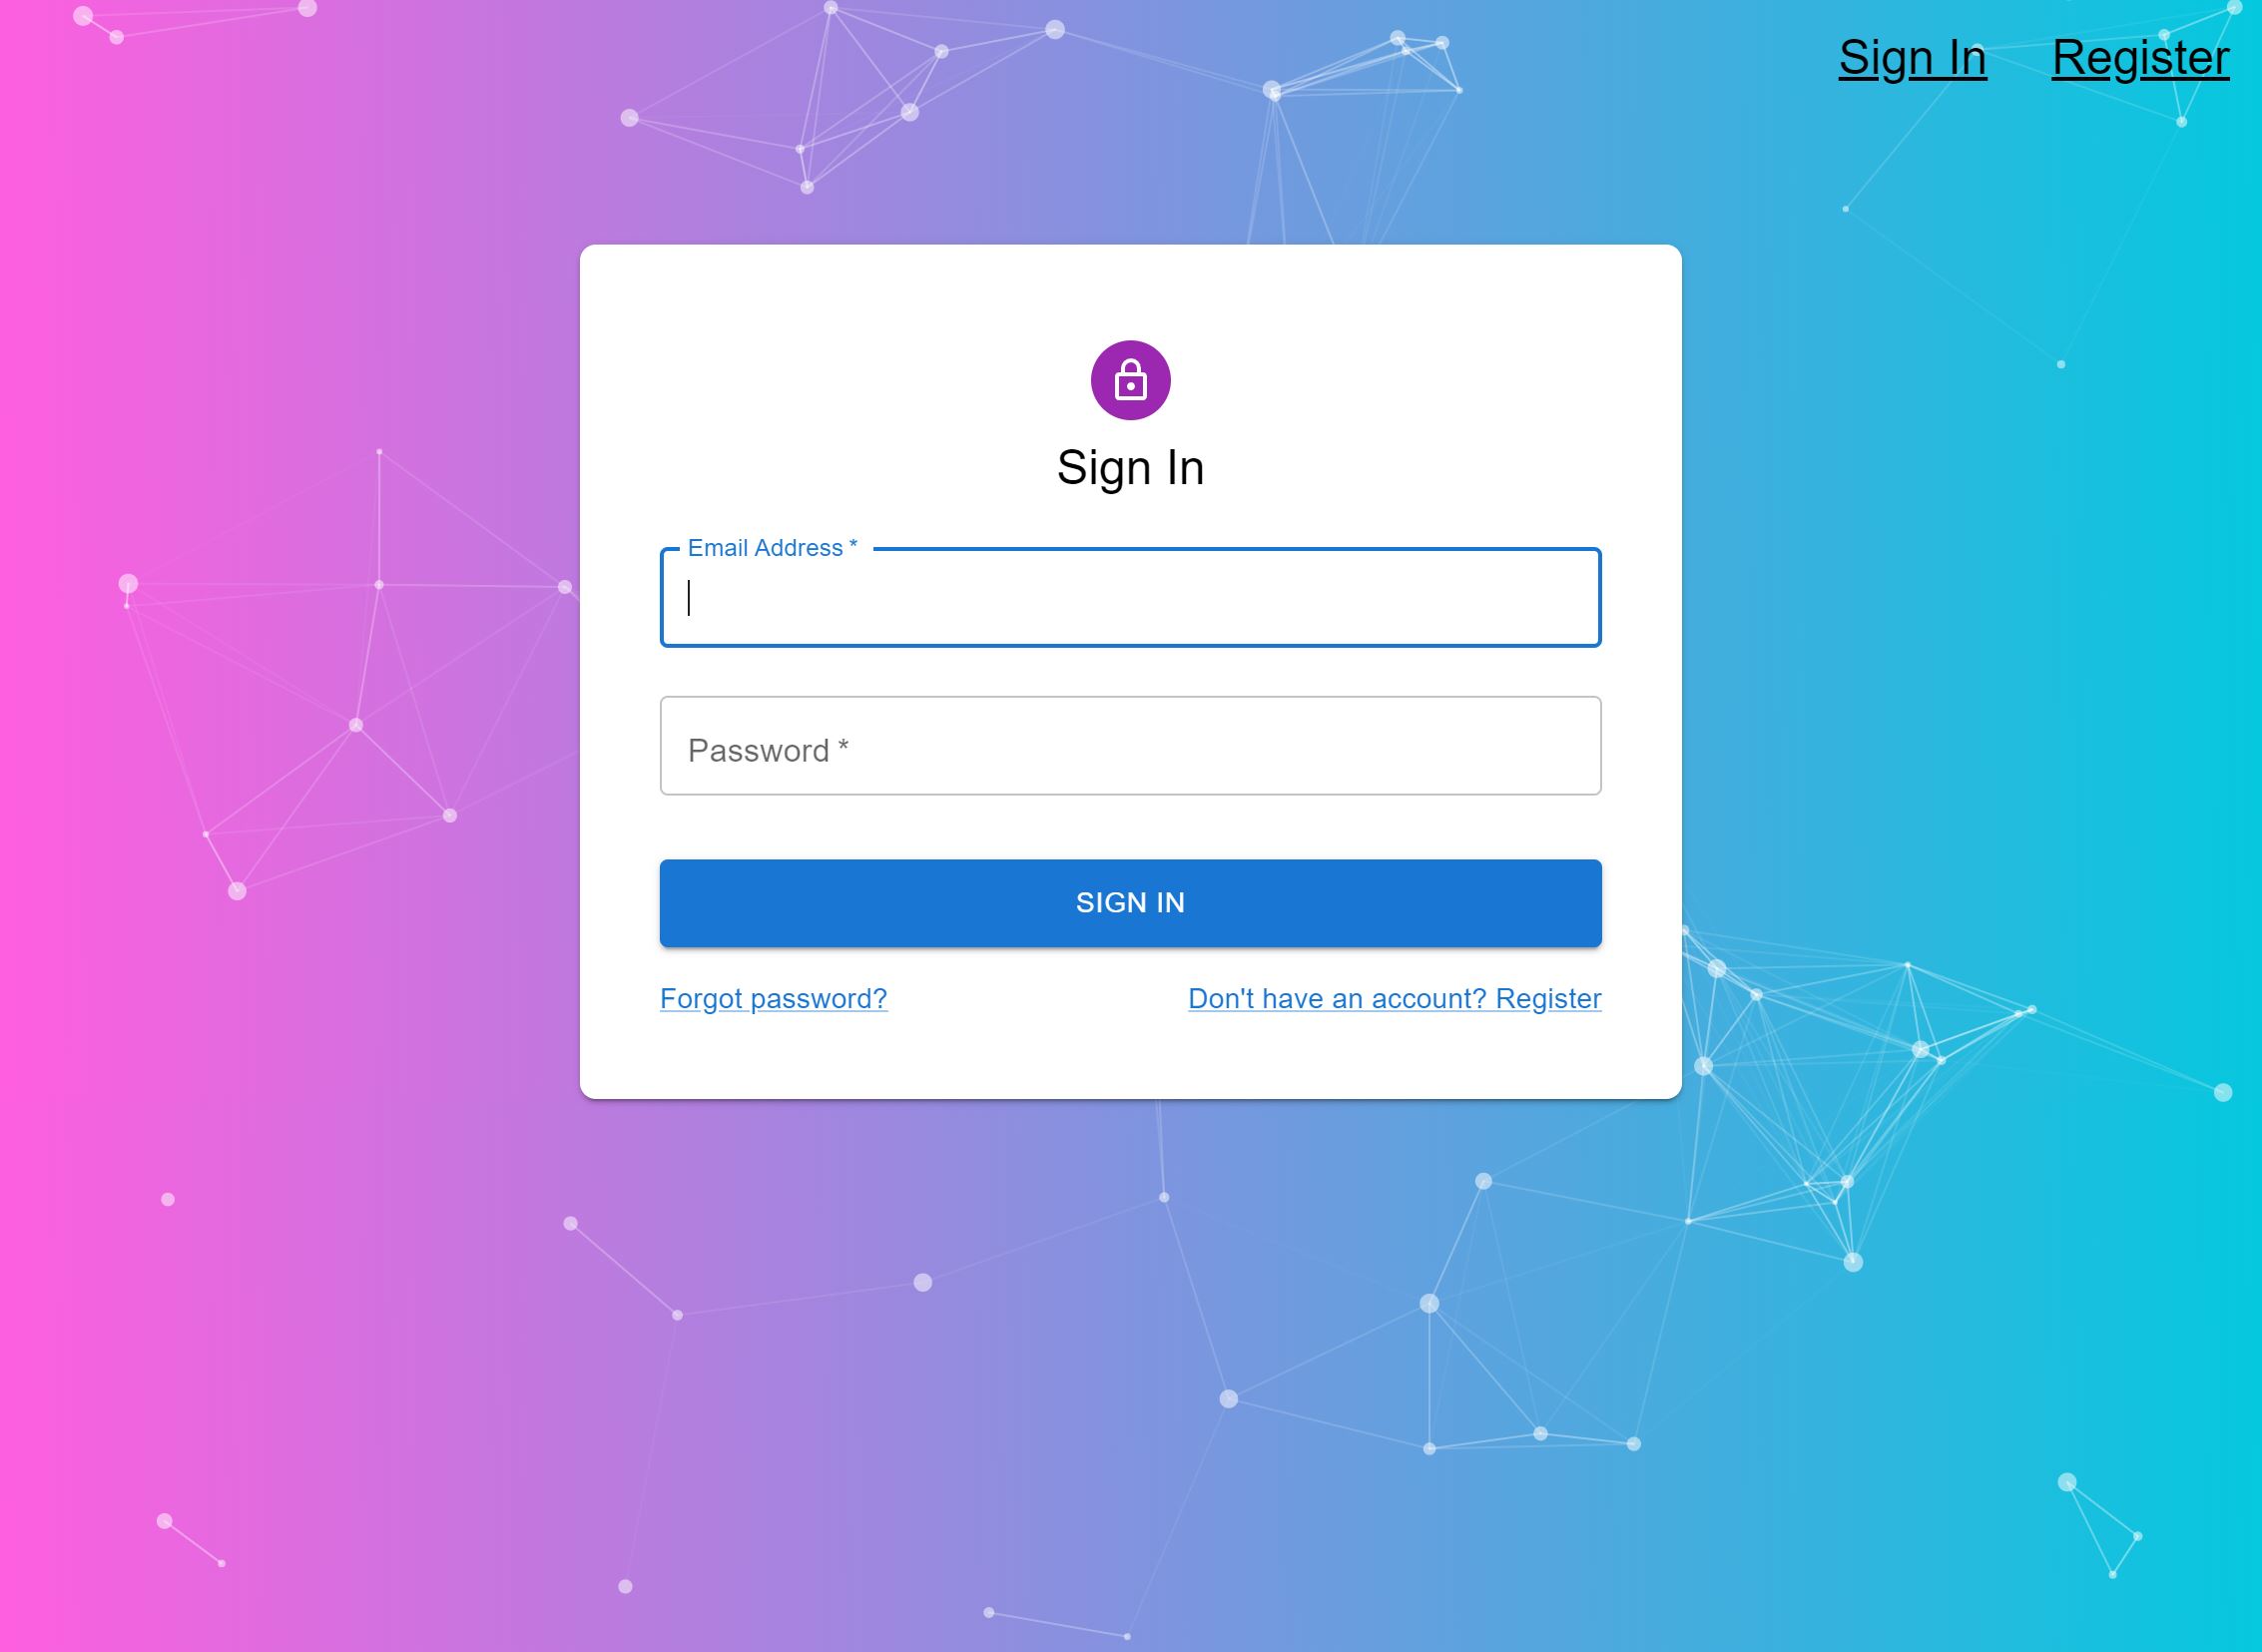 Sign In Register
Sign In
Email Address *
Password *
SIGN IN
Forgot password? Don't have an account? Register